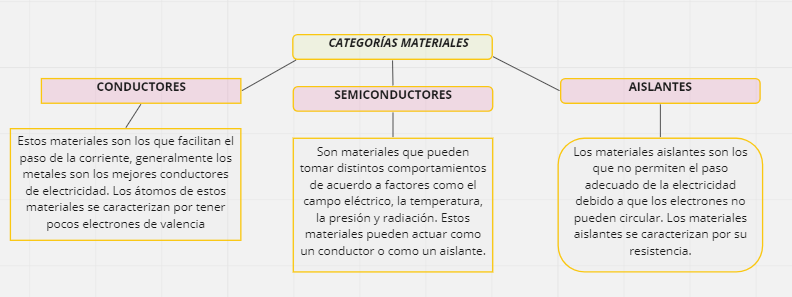 CATEGORÍAS MATERIALES
CONDUCTORES
Estos materiales son los que facilitan el
paso de la corriente, generalmente los
metales son los mejores conductores
de electricidad. Los átomos de estos
materiales se caracterizan por tener
pocos electrones de valencia
SEMICONDUCTORES
Son materiales que pueden
tomar distintos comportamientos
de acuerdo a factores como el
campo eléctrico, la temperatura,
la presión y radiación. Estos
materiales pueden actuar como
un conductor o como un aislante.
AISLANTES
Los materiales aislantes son los
que no permiten el paso
adecuado de la electricidad
debido a que los electrones no
pueden circular. Los materiales
aislantes se caracterizan por su
resistencia.